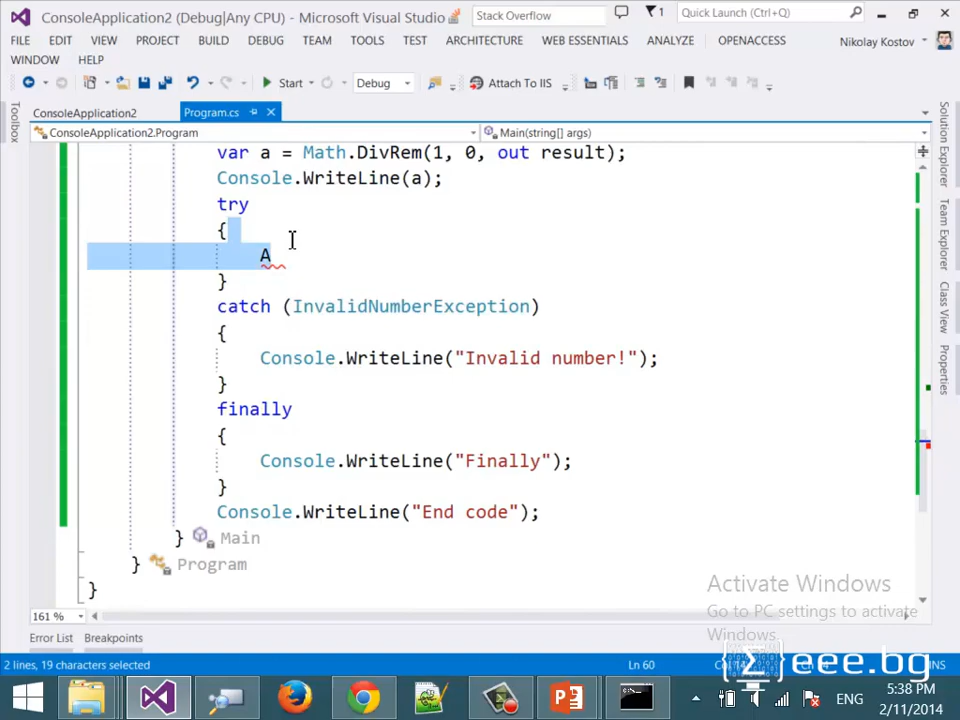 ConsoleApplication2 (Debug|Any CPU) - Microsoft Visual Studio
Stack Overflow
1
Quick Launch (Ctrl+Q)
FILE EDIT VIEW PROJECT BUILD DEBUG TEAM TOOLS TEST ARCHITECTURE WEB ESSENTIALS ANALYZE OPENACCESS
Nikolay Kostov
WINDOW HELP
Start Debug Attach To IIS
Toolbox
ConsoleApplication2 Program.cs
ConsoleApplication2.Program Main(string[] args)
var a = Math.DivRem(1, 0, out result);
Console.WriteLine(a);
try
{
A
}
catch (InvalidNumberException)
{
Console.WriteLine("Invalid number!");
}
finally
{
Console.WriteLine("Finally");
}
Console.WriteLine("End code");
} Main
} Program
}
Solution Explorer
Team Explorer
Class View
Properties
Activate Windows
Go to PC settings to activate
Windows.
161 %
Error List Breakpoints
2 lines, 19 characters selected
Ln 60
INS
eee.bg
ENG
5:38 PM
2/11/2014